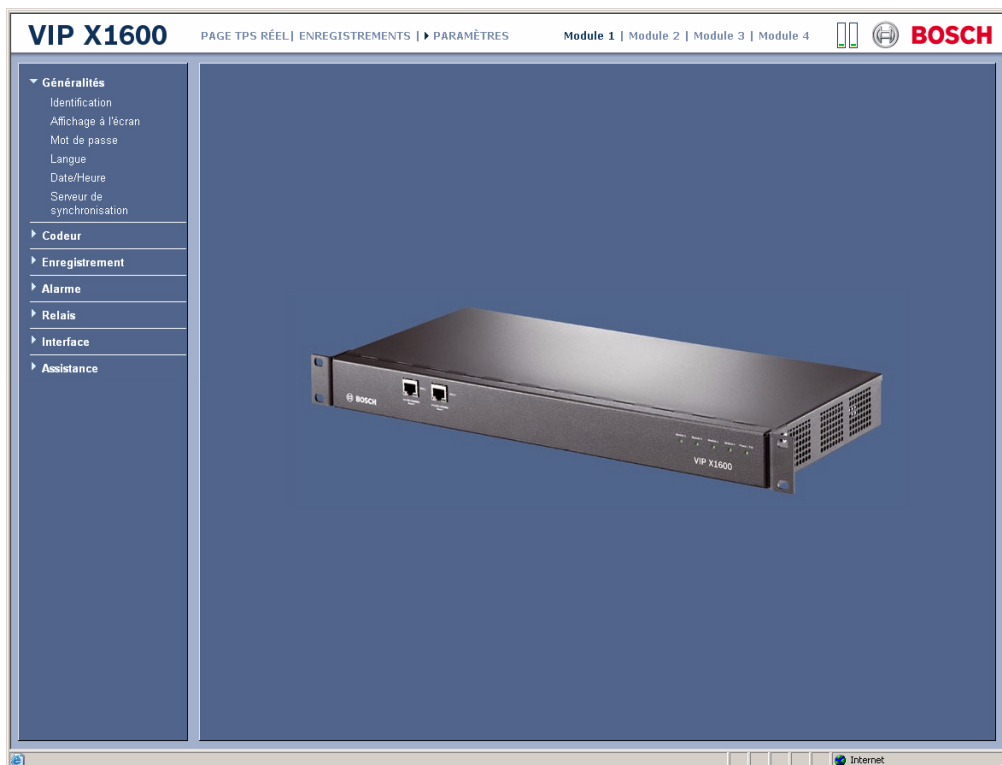 VIP X1600
PAGE TPS RÉEL| ENREGISTREMENTS | PARAMÈTRES
Module 1 | Module 2 | Module 3 | Module 4
BOSCH
Généralités
Identification
Affichage à l'écran
Mot de passe
Langue
Date/Heure
Serveur de
synchronisation
Codeur
Enregistrement
Alarme
Relais
Interface
Assistance
BOSCH
VIP X1600
Internet